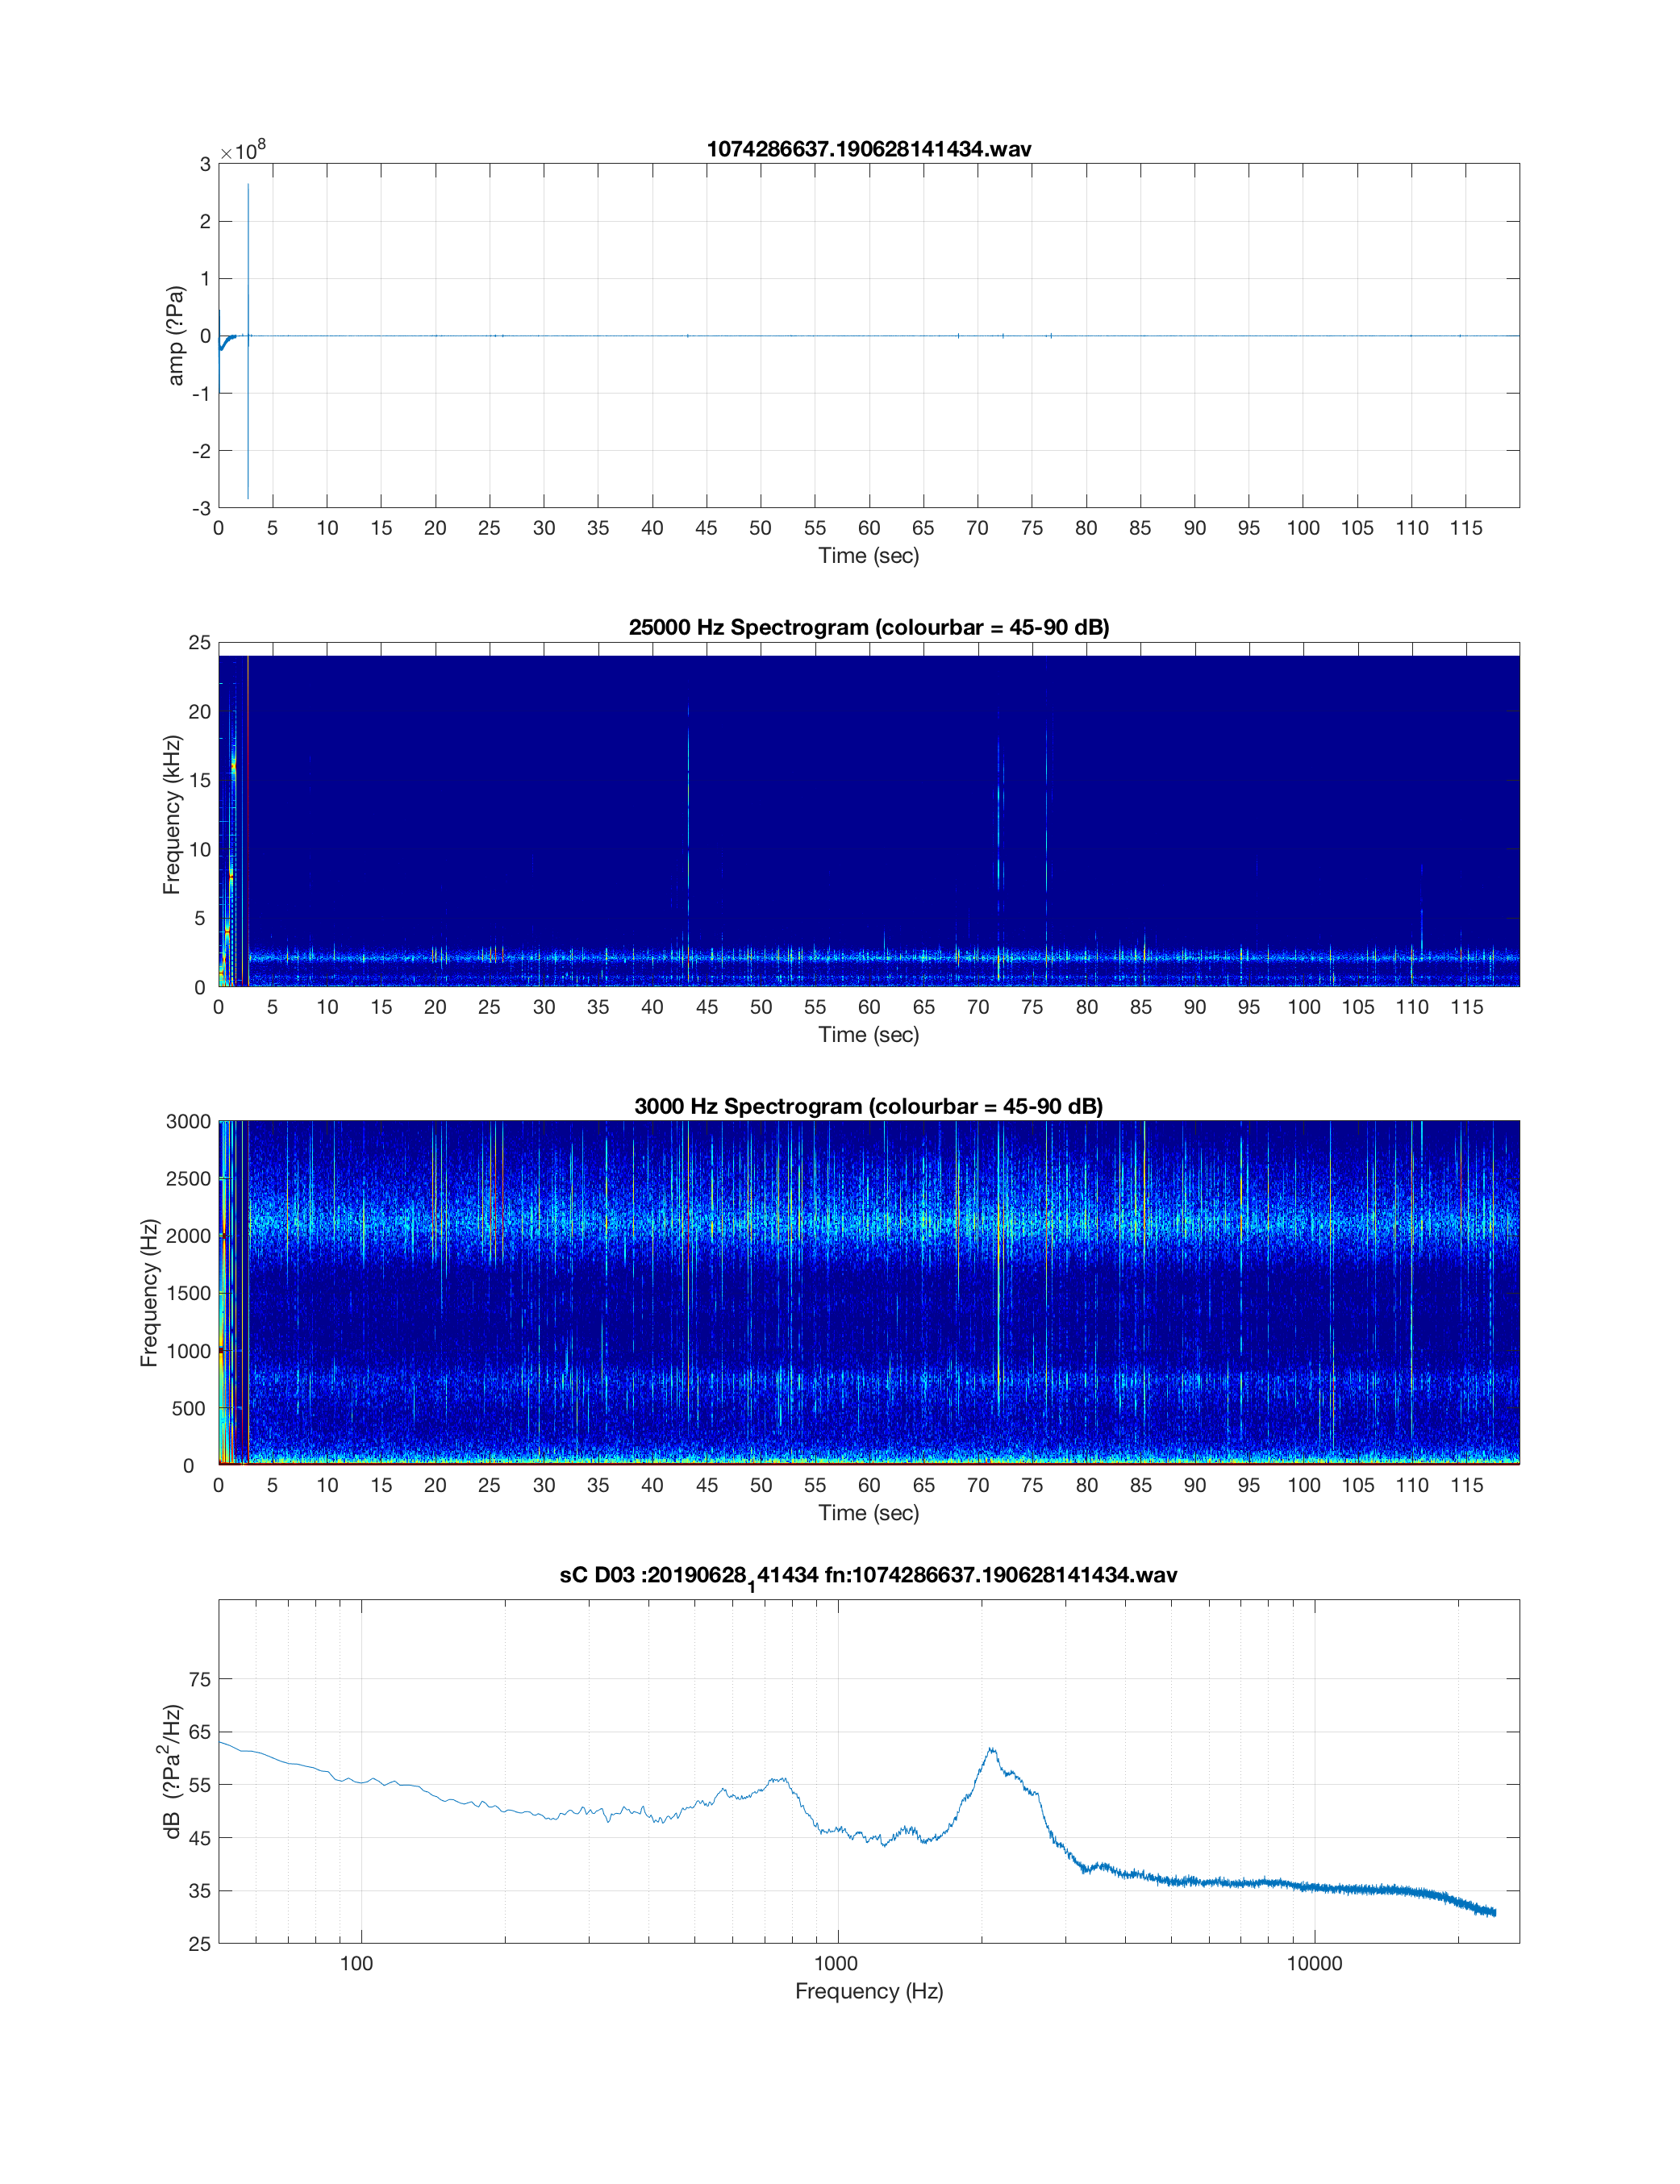 1074286637.190628141434.wav
×10⁸
3
2
1
0
-1
-2
-3
amp (?Pa)
0 5 10 15 20 25 30 35 40 45 50 55 60 65 70 75 80 85 90 95 100 105 110 115
Time (sec)
25000 Hz Spectrogram (colourbar = 45-90 dB)
25
20
15
10
5
0
Frequency (kHz)
0 5 10 15 20 25 30 35 40 45 50 55 60 65 70 75 80 85 90 95 100 105 110 115
Time (sec)
3000 Hz Spectrogram (colourbar = 45-90 dB)
3000
2500
2000
1500
1000
500
0
Frequency (Hz)
0 5 10 15 20 25 30 35 40 45 50 55 60 65 70 75 80 85 90 95 100 105 110 115
Time (sec)
sC D03 :20190628₁41434 fn:1074286637.190628141434.wav
75
65
55
45
35
25
dB (?Pa²/Hz)
100 1000 10000
Frequency (Hz)